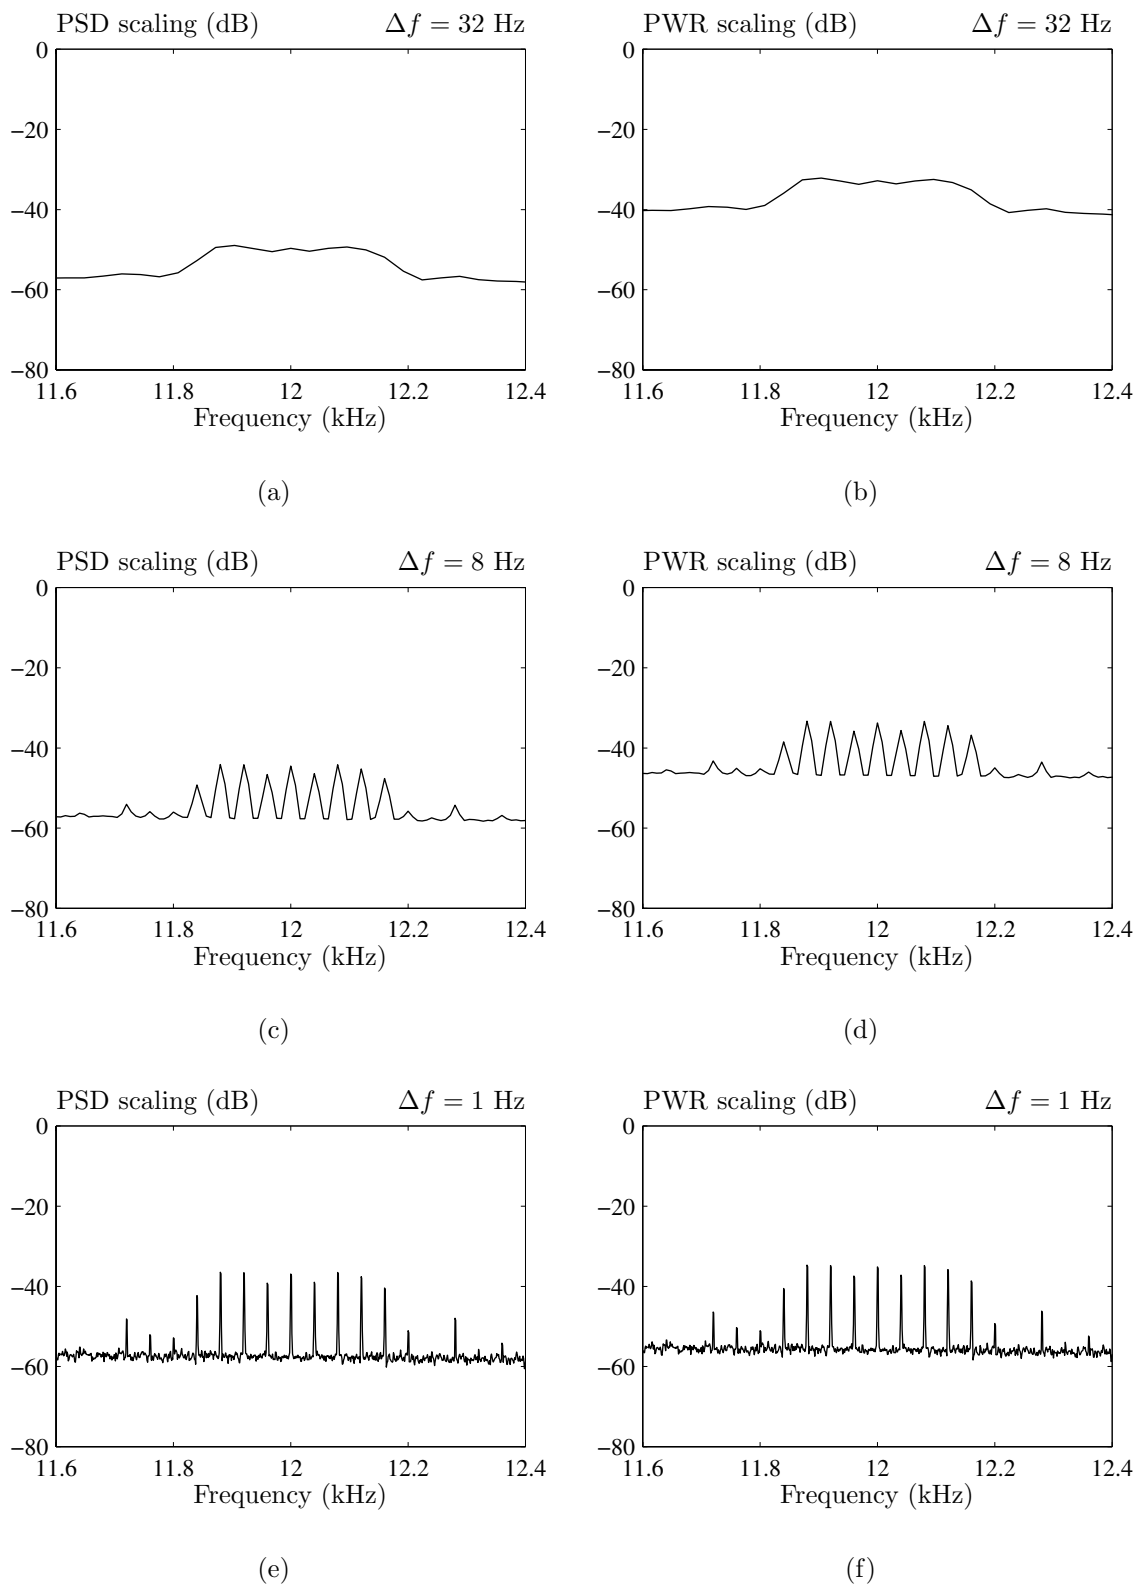 PSD scaling (dB) Δf = 32 Hz
0
−20
−40
−60
−80
11.6 11.8 12 12.2 12.4
Frequency (kHz)
(a)
PWR scaling (dB) Δf = 32 Hz
0
−20
−40
−60
−80
11.6 11.8 12 12.2 12.4
Frequency (kHz)
(b)
PSD scaling (dB) Δf = 8 Hz
0
−20
−40
−60
−80
11.6 11.8 12 12.2 12.4
Frequency (kHz)
(c)
PWR scaling (dB) Δf = 8 Hz
0
−20
−40
−60
−80
11.6 11.8 12 12.2 12.4
Frequency (kHz)
(d)
PSD scaling (dB) Δf = 1 Hz
0
−20
−40
−60
−80
11.6 11.8 12 12.2 12.4
Frequency (kHz)
(e)
PWR scaling (dB) Δf = 1 Hz
0
−20
−40
−60
−80
11.6 11.8 12 12.2 12.4
Frequency (kHz)
(f)